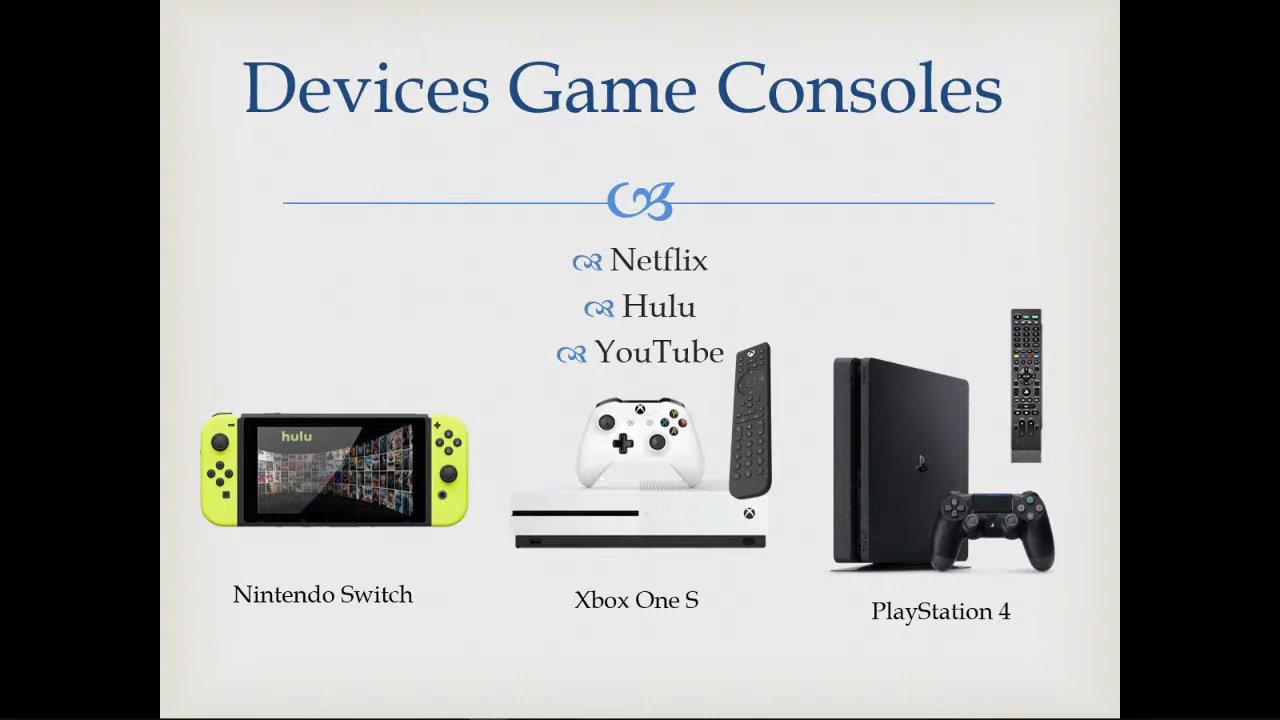 Devices Game Consoles
Netflix
Hulu
YouTube
hulu
Nintendo Switch
Xbox One S
PlayStation 4